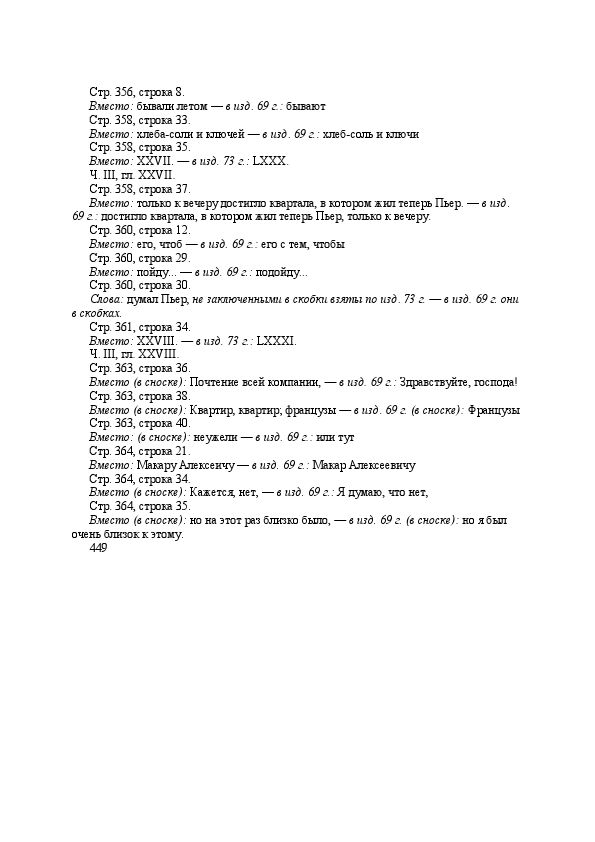 Стр. 356, строка 8.
Вместо: бывали летом — в изд. 69 г.: бывают
Стр. 358, строка 33.
Вместо: хлеба-соли и ключей — в изд. 69 г.: хлеб-соль и ключи
Стр. 358, строка 35.
Вместо: XXVII. — в изд. 73 г.: LXXX.
Ч. III, гл. XXVII.
Стр. 358, строка 37.
Вместо: только к вечеру достигло квартала, в котором жил теперь Пьер. — в изд.
69 г.: достигло квартала, в котором жил теперь Пьер, только к вечеру.
Стр. 360, строка 12.
Вместо: его, чтоб — в изд. 69 г.: его с тем, чтобы
Стр. 360, строка 29.
Вместо: пойду... — в изд. 69 г.: подойду...
Стр. 360, строка 30.
Слова: думал Пьер, не заключенными в скобки взяты по изд. 73 г. — в изд. 69 г. они
в скобках.
Стр. 361, строка 34.
Вместо: XXVIII. — в изд. 73 г.: LXXXI.
Ч. III, гл. XXVIII.
Стр. 363, строка 36.
Вместо (в сноске): Почтение всей компании, — в изд. 69 г.: Здравствуйте, господа!
Стр. 363, строка 38.
Вместо (в сноске): Квартир, квартир, французы — в изд. 69 г. (в сноске): Французы
Стр. 363, строка 40.
Вместо: (в сноске): неужели — в изд. 69 г.: или тут
Стр. 364, строка 21.
Вместо: Макару Алексеичу — в изд. 69 г.: Макар Алексеевичу
Стр. 364, строка 34.
Вместо (в сноске): Кажется, нет, — в изд. 69 г.: Я думаю, что нет,
Стр. 364, строка 35.
Вместо (в сноске): но на этот раз близко было, — в изд. 69 г. (в сноске): но я был
очень близок к этому.
449